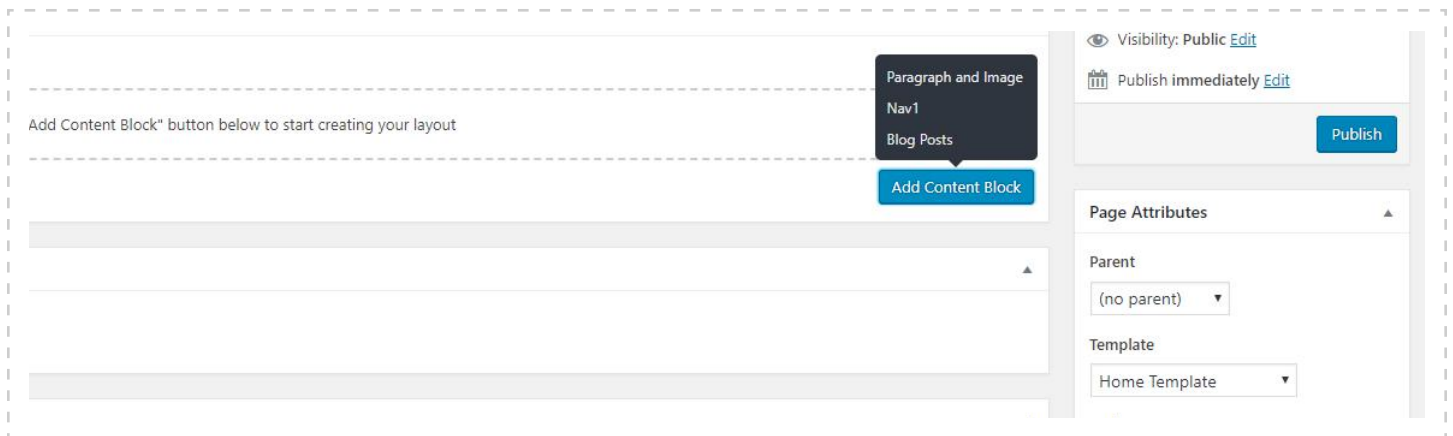 Visibility: Public Edit
Paragraph and Image
Publish immediately Edit
Nav1
Add Content Block" button below to start creating your layout
Blog Posts
Publish
Add Content Block
Page Attributes
Parent
(no parent)
Template
Home Template